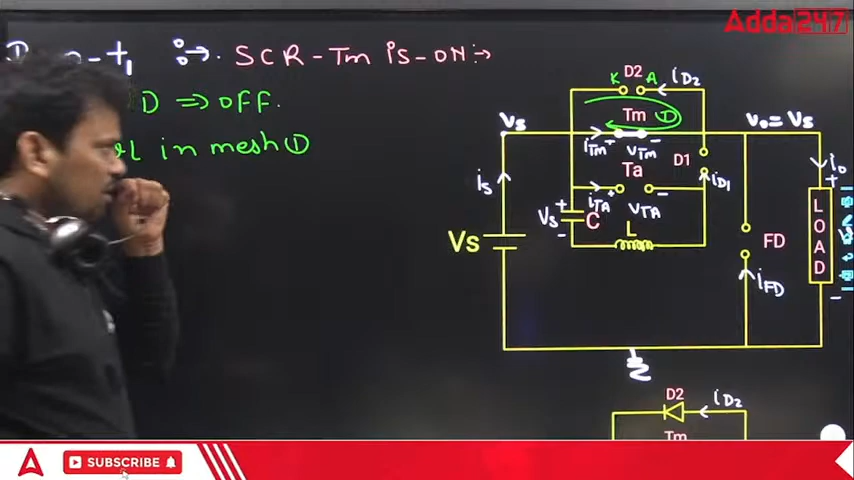 Adda247
t₁ :→ SCR-Tm is-ON :→
D ⇒ OFF.
in mesh ①
D2
K A
iD2
Tm ①
Vs
iTm + VTm -
Vo = Vs
D1
io
Ta
is
iTA
+ -
iD1
+
Vs
+
-
C
VTA
L
Vs
FD
LOAD
iFD
-
D2
iD2
Tm
SUBSCRIBE